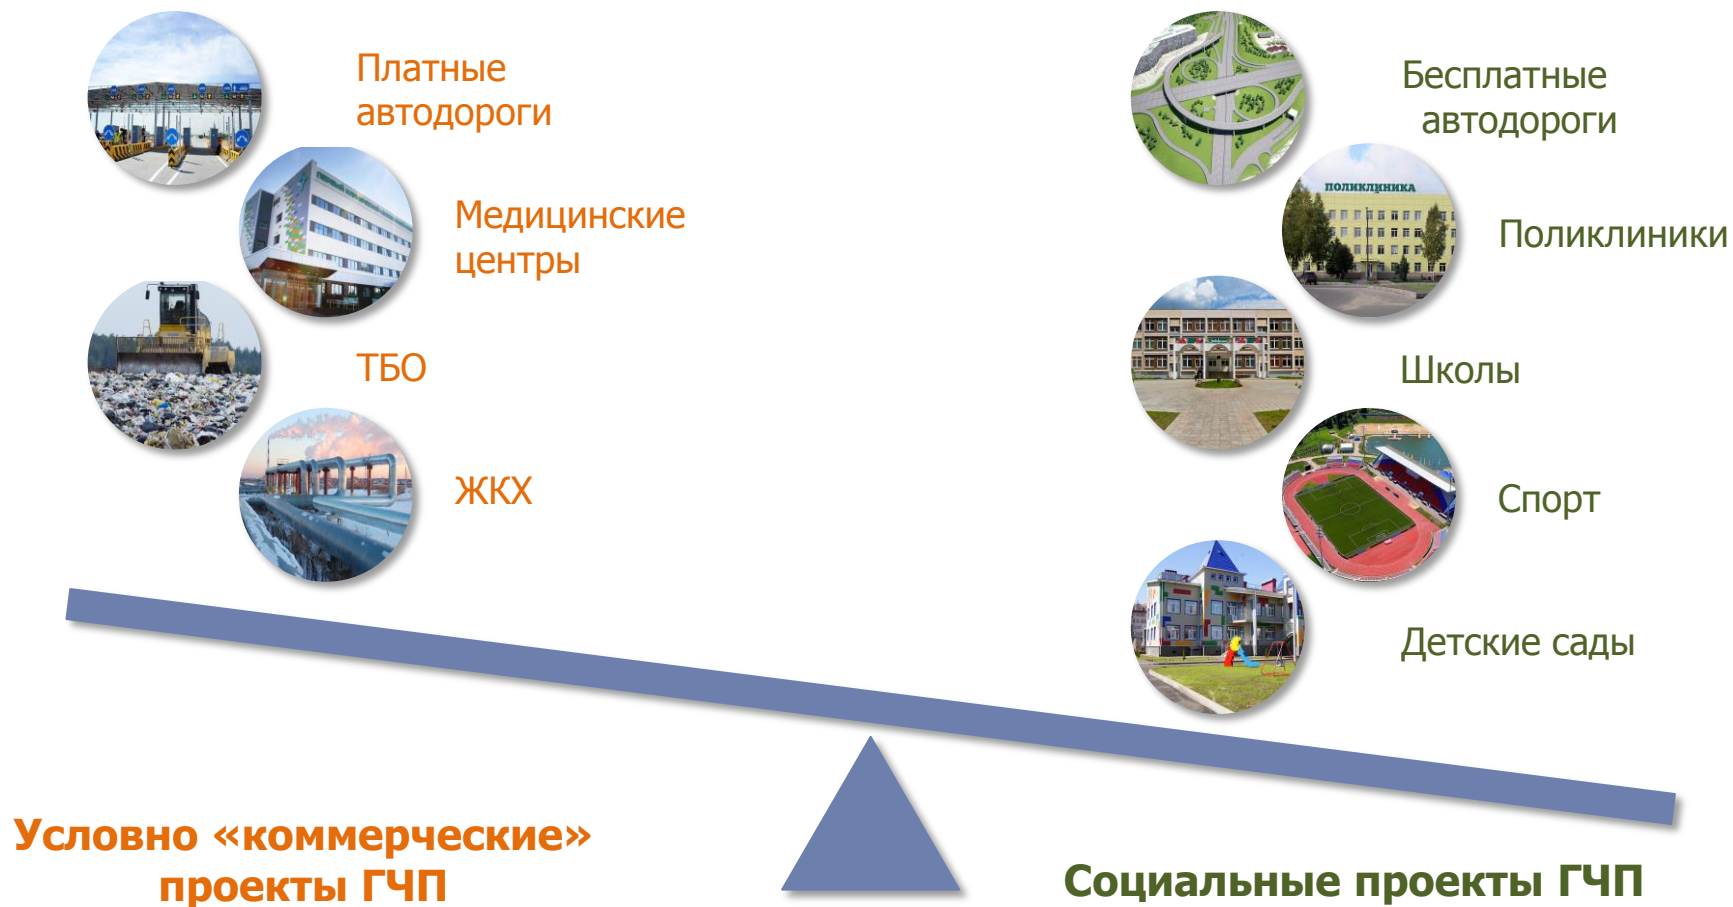 Платные
автодороги
Медицинские
центры
ТБО
ЖКХ
Условно «коммерческие»
проекты ГЧП
Бесплатные
автодороги
ПОЛИКЛИНИКА
Поликлиники
Школы
Спорт
Детские сады
Социальные проекты ГЧП